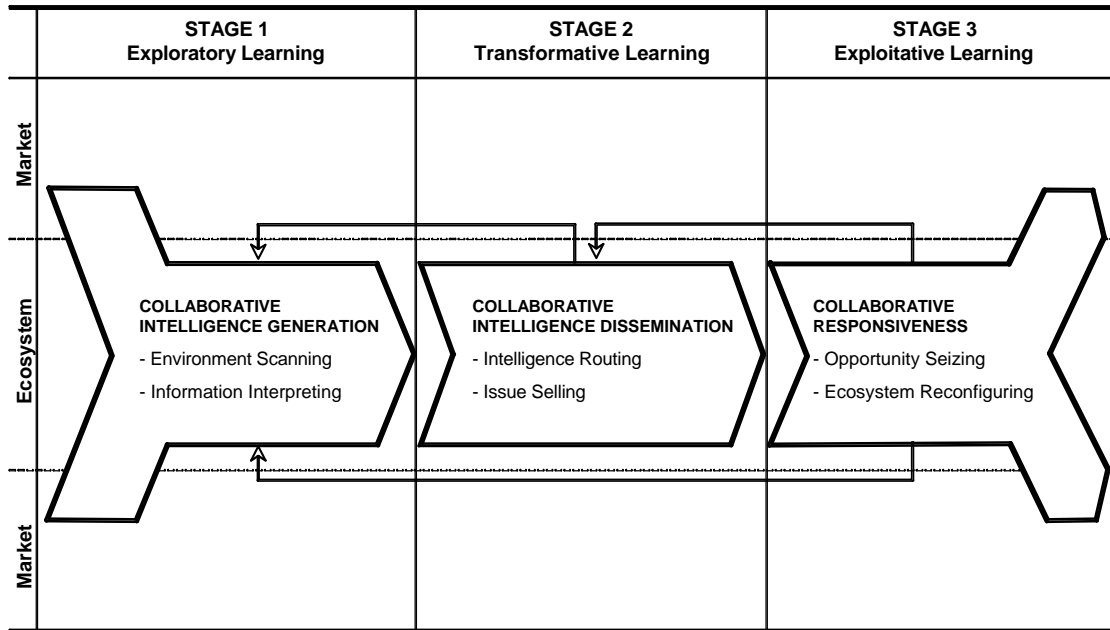 STAGE 1
Exploratory Learning
STAGE 2
Transformative Learning
STAGE 3
Exploitative Learning
Market
Ecosystem
Market
COLLABORATIVE
INTELLIGENCE GENERATION
- Environment Scanning
- Information Interpreting
COLLABORATIVE
INTELLIGENCE DISSEMINATION
- Intelligence Routing
- Issue Selling
COLLABORATIVE
RESPONSIVENESS
- Opportunity Seizing
- Ecosystem Reconfiguring